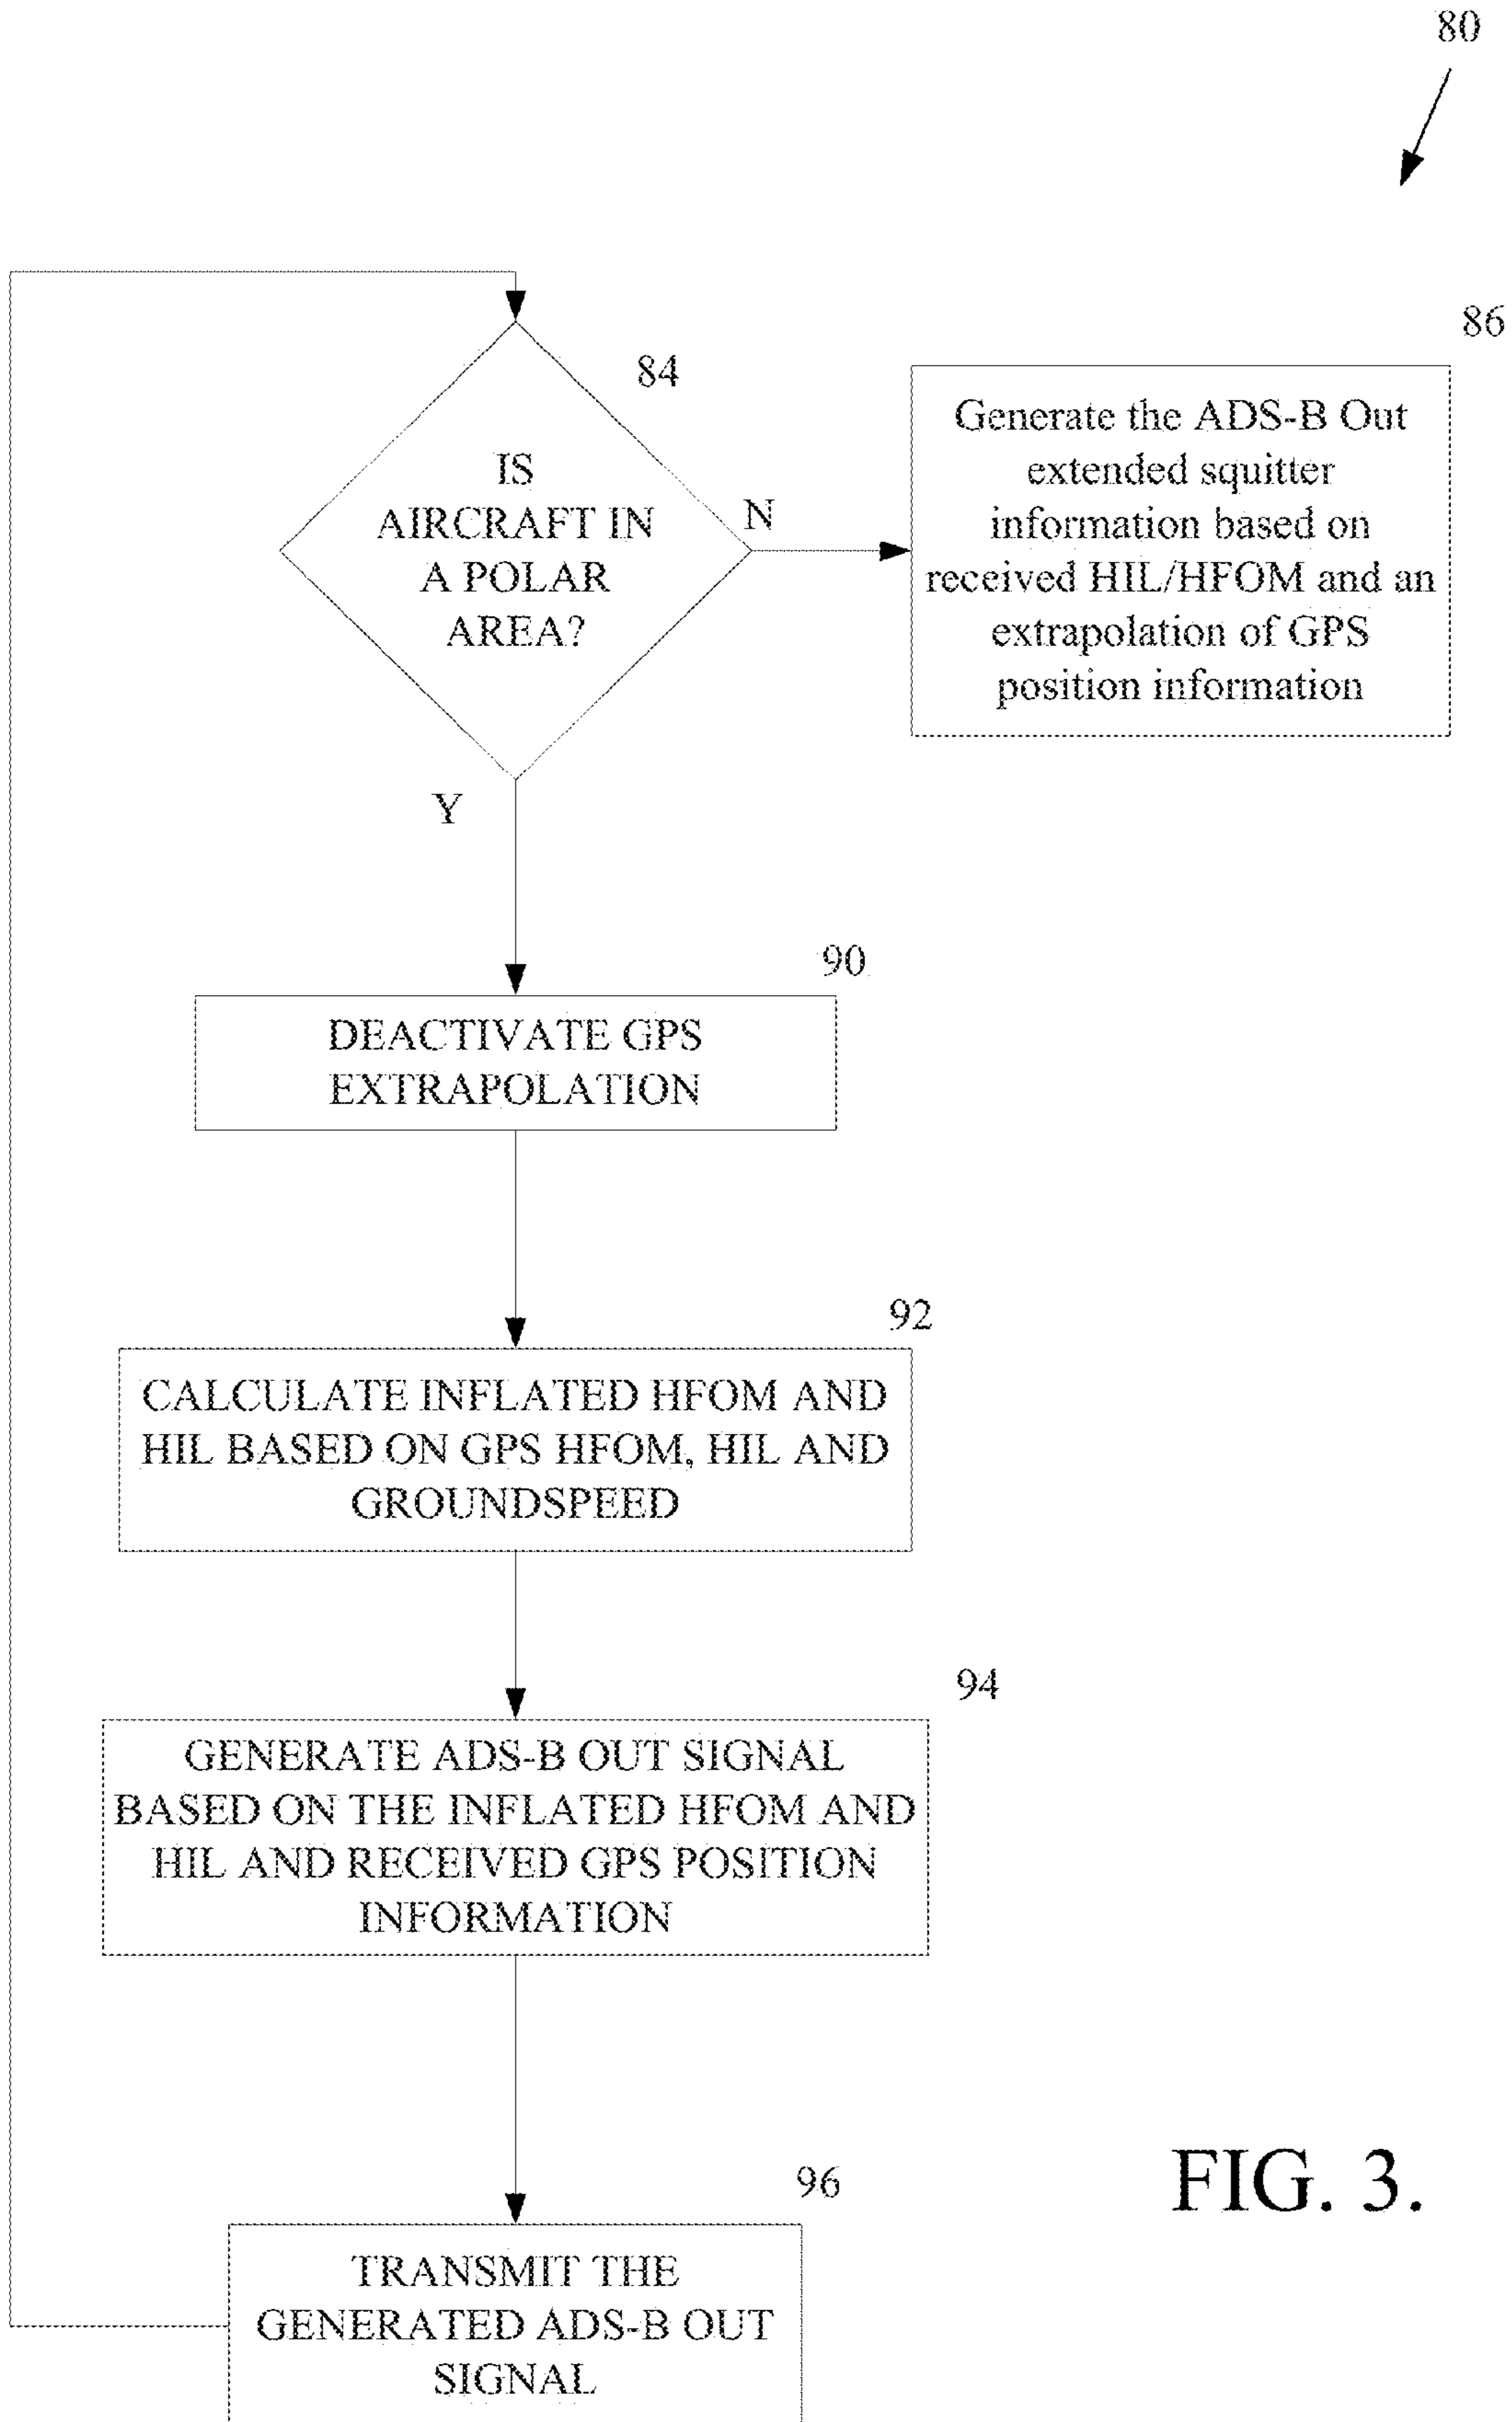 80
84
IS
AIRCRAFT IN
A POLAR
AREA?
N
Y
86
Generate the ADS-B Out
extended squitter
information based on
received HIL/HFOM and an
extrapolation of GPS
position information
90
DEACTIVATE GPS
EXTRAPOLATION
92
CALCULATE INFLATED HFOM AND
HIL BASED ON GPS HFOM, HIL AND
GROUNDSPEED
94
GENERATE ADS-B OUT SIGNAL
BASED ON THE INFLATED HFOM AND
HIL AND RECEIVED GPS POSITION
INFORMATION
96
TRANSMIT THE
GENERATED ADS-B OUT
SIGNAL
FIG. 3.